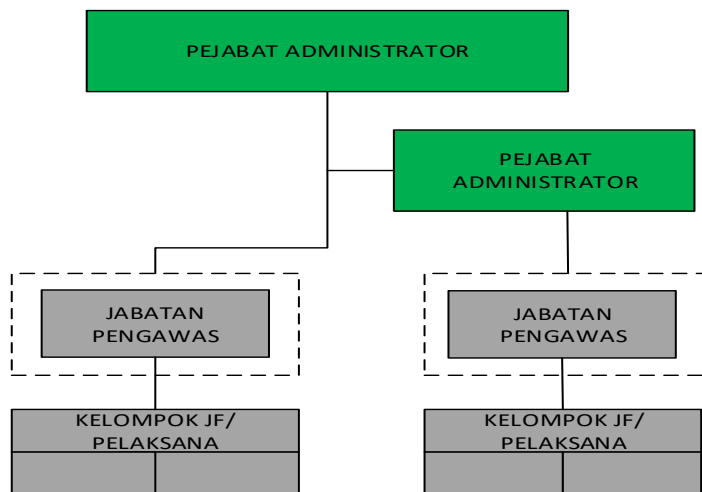 PEJABAT ADMINISTRATOR
PEJABAT
ADMINISTRATOR
JABATAN
PENGAWAS
JABATAN
PENGAWAS
KELOMPOK JF/
PELAKSANA
KELOMPOK JF/
PELAKSANA